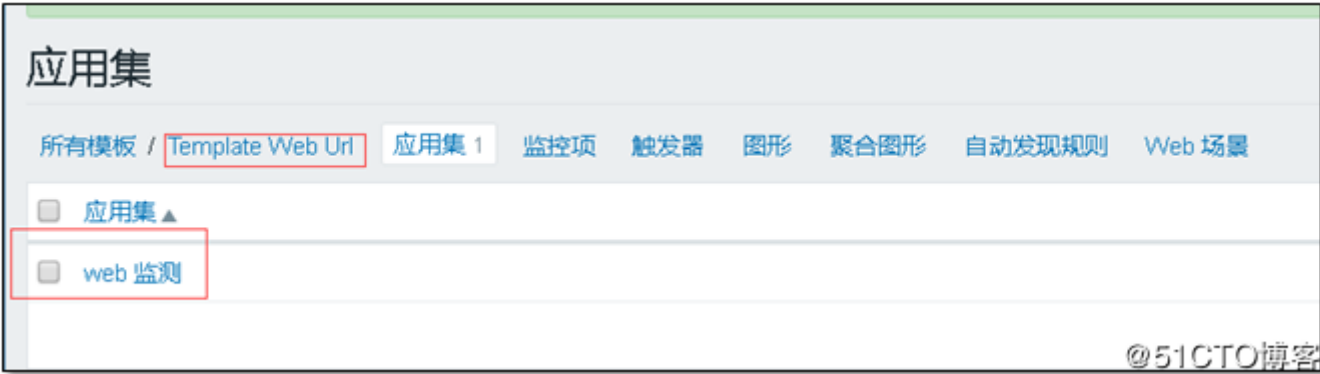 应用集
所有模板 / Template Web Url 应用集 1 监控项 触发器 图形 聚合图形 自动发现规则 Web 场景
应用集▲
web 监测
@51CTO博客